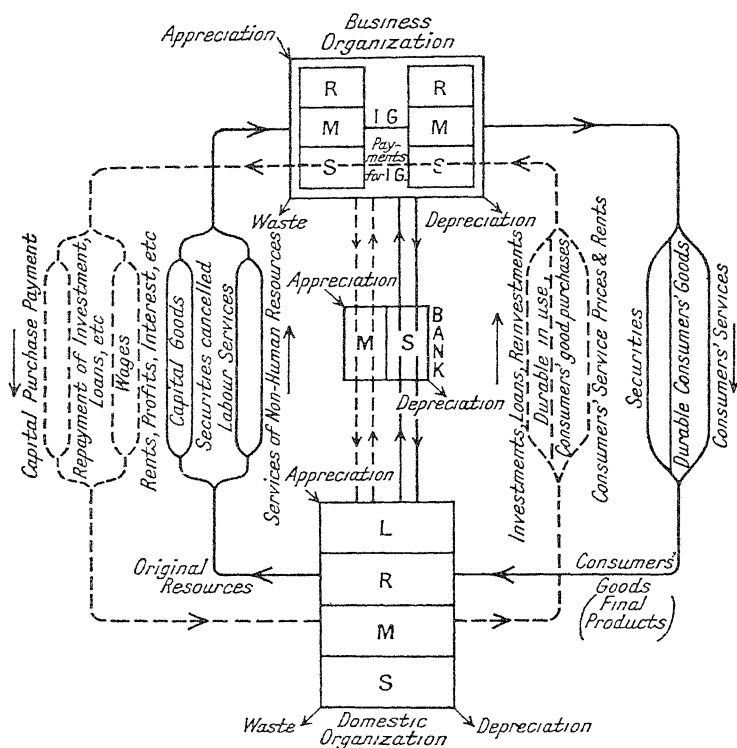 Business
Organization
Appreciation
R
M
S
I G
Pay-
ments
for I G.
R
M
S
Waste
Depreciation
Capital Purchase Payment
Repayment of Investment,
Loans, etc
Wages
Rents, Profits, Interest, etc
Capital Goods
Securities cancelled
Labour Services
Services of Non-Human Resources
Appreciation
M
S
BANK
Depreciation
Investments, Loans, Reinvestments
Durable in use
Consumers' good purchases
Consumers' Service Prices & Rents
Securities
Durable Consumers' Goods
Consumers' Services
Appreciation
L
R
M
S
Original
Resources
Consumers'
Goods
(Final
Products)
Waste
Domestic
Organization
Depreciation